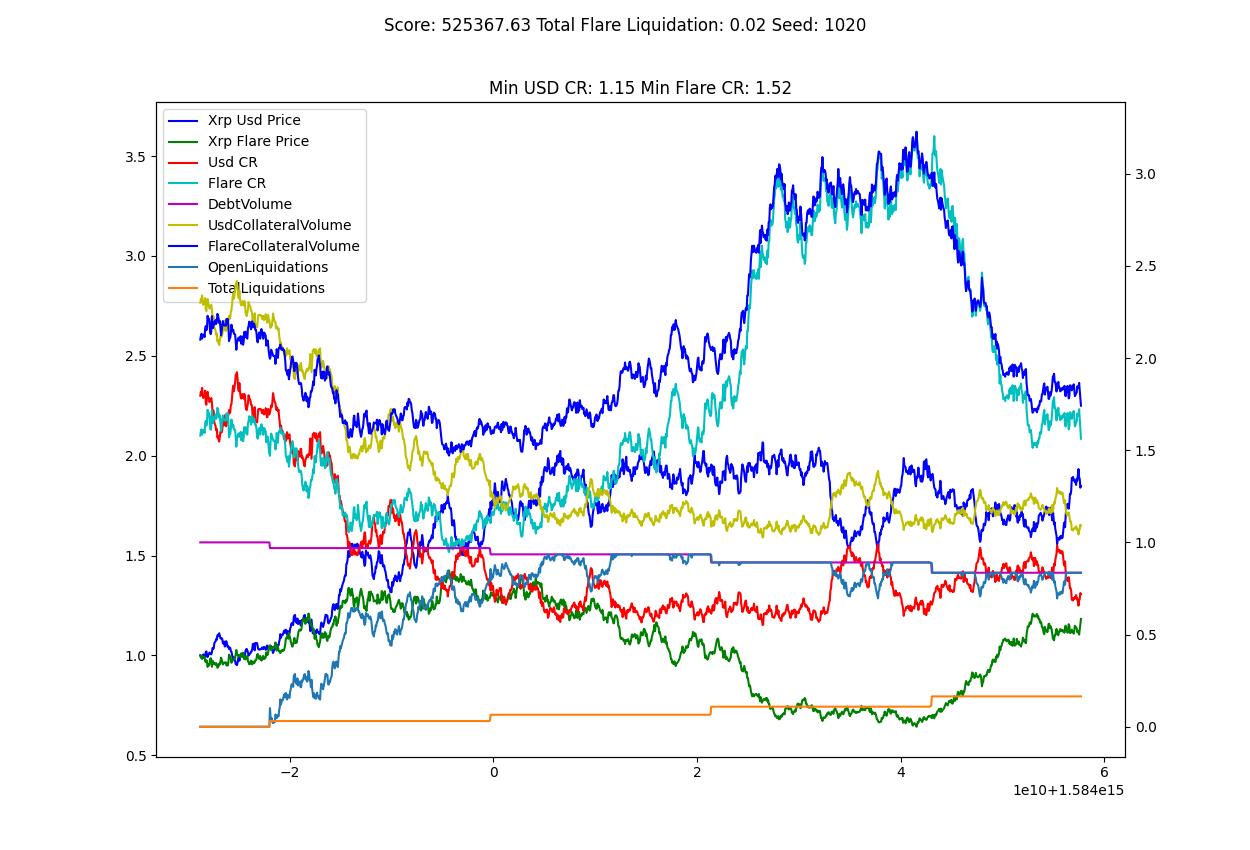 Score: 525367.63 Total Flare Liquidation: 0.02 Seed: 1020
Min USD CR: 1.15 Min Flare CR: 1.52
Xrp Usd Price
Xrp Flare Price
Usd CR
Flare CR
DebtVolume
UsdCollateralVolume
FlareCollateralVolume
OpenLiquidations
TotalLiquidations
3.5
3.0
2.5
2.0
1.5
1.0
0.5
3.0
2.5
2.0
1.5
1.0
0.5
0.0
−2
0
2
4
6
1e10+1.584e15